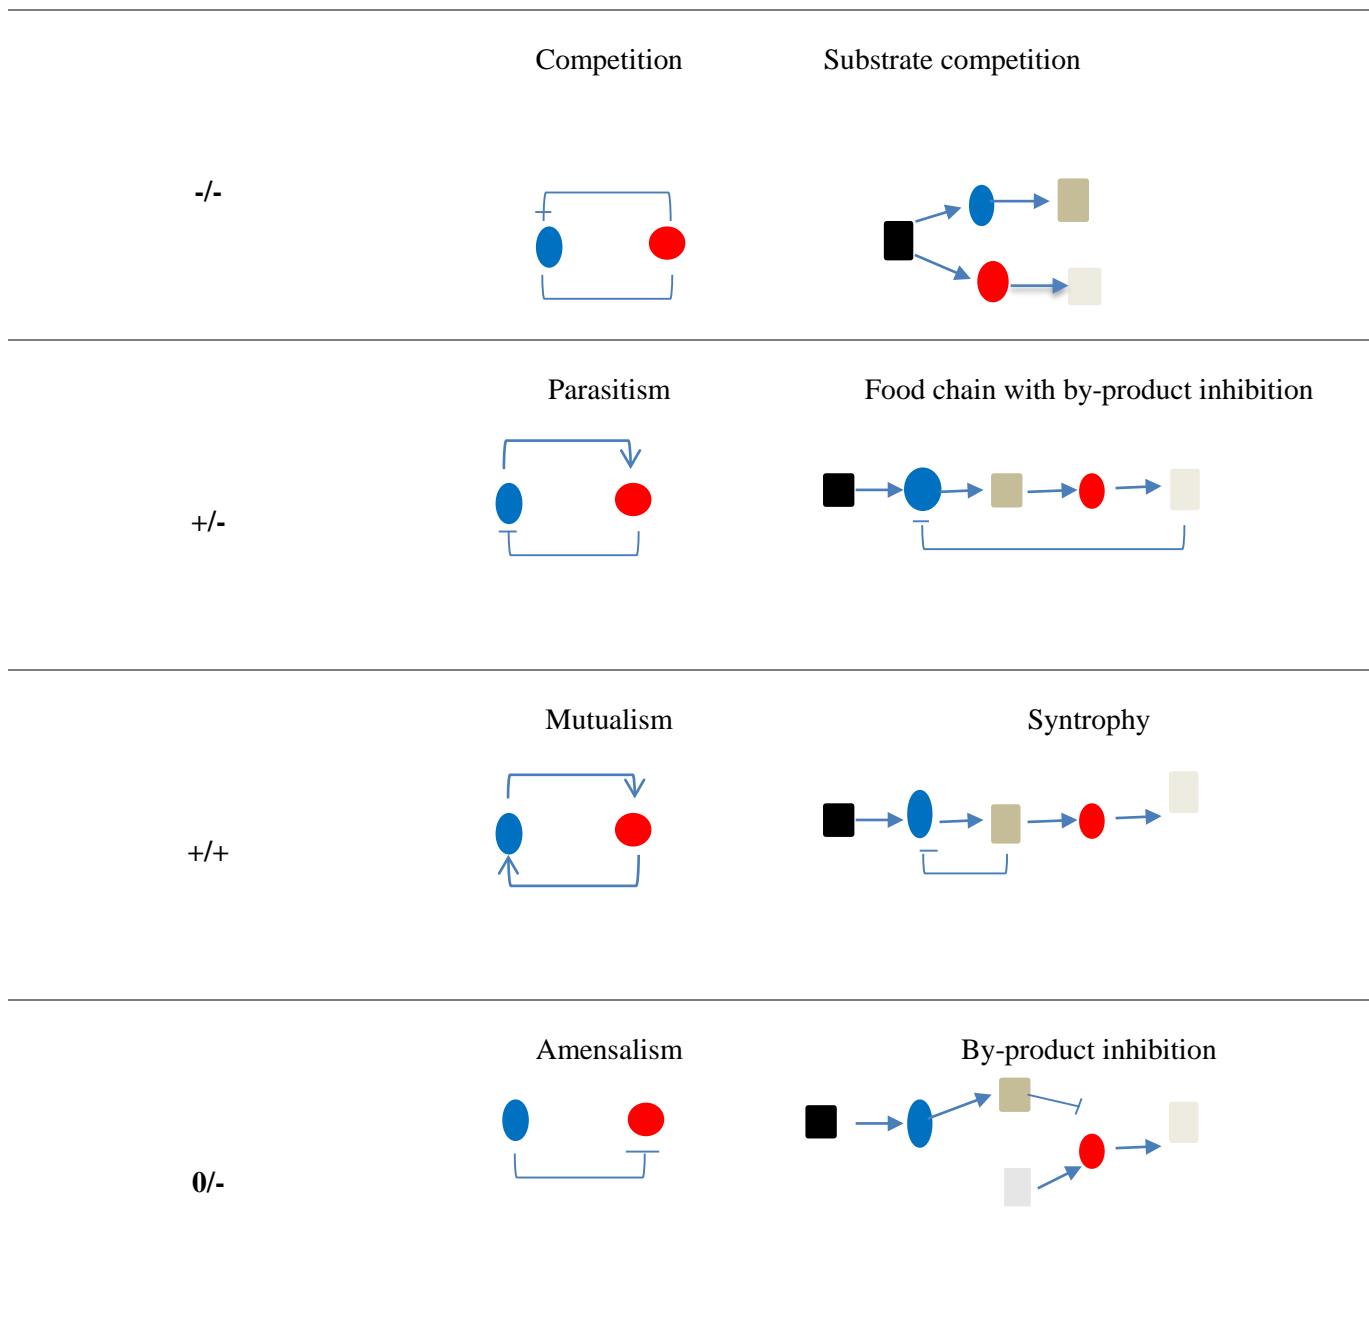 Competition Substrate competition
-/-
Parasitism Food chain with by-product inhibition
+/-
Mutualism Syntrophy
+/+
Amensalism By-product inhibition
0/-